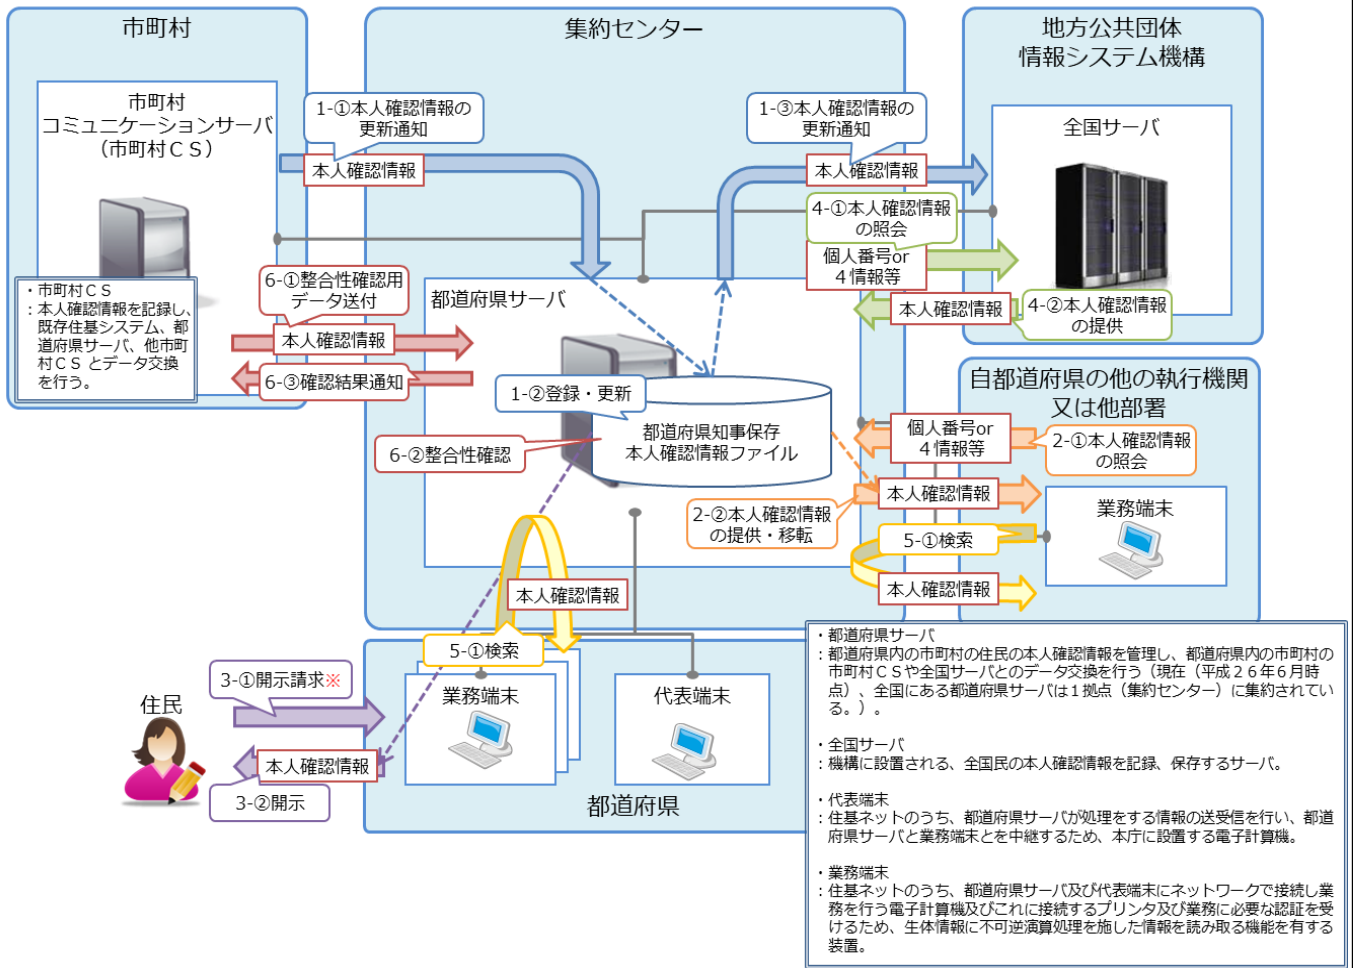 市町村
集約センター
地方公共団体
情報システム機構
市町村
コミュニケーションサーバ
（市町村ＣＳ）
1-①本人確認情報の
更新通知
本人確認情報
1-③本人確認情報の
更新通知
本人確認情報
全国サーバ
4-①本人確認情報
の照会
個人番号or
４情報等
本人確認情報
4-②本人確認情報
の提供
・市町村ＣＳ
：本人確認情報を記録し、
既存住基システム、都
道府県サーバ、他市町
村ＣＳ とデータ交換
を行う。
6-①整合性確認用
データ送付
本人確認情報
6-③確認結果通知
都道府県サーバ
1-②登録・更新
6-②整合性確認
都道府県知事保存
本人確認情報ファイル
自都道府県の他の執行機関
又は他部署
個人番号or
４情報等
2-①本人確認情報
の照会
本人確認情報
2-②本人確認情報
の提供・移転
業務端末
5-①検索
本人確認情報
本人確認情報
5-①検索
業務端末
代表端末
都道府県
住民
3-①開示請求※
本人確認情報
3-②開示
・都道府県サーバ
：都道府県内の市町村の住民の本人確認情報を管理し、都道府県内の市町村の
市町村ＣＳや全国サーバとのデータ交換を行う（現在（平成２６年６月時
点）、全国にある都道府県サーバは１拠点（集約センター）に集約されてい
る。）。
・全国サーバ
：機構に設置される、全国民の本人確認情報を記録、保存するサーバ。
・代表端末
：住基ネットのうち、都道府県サーバが処理をする情報の送受信を行い、都道
府県サーバと業務端末とを中継するため、本庁に設置する電子計算機。
・業務端末
：住基ネットのうち、都道府県サーバ及び代表端末にネットワークで接続し業
務を行う電子計算機及びこれに接続するプリンタ及び業務に必要な認証を受
けるため、生体情報に不可逆演算処理を施した情報を読み取る機能を有する
装置。